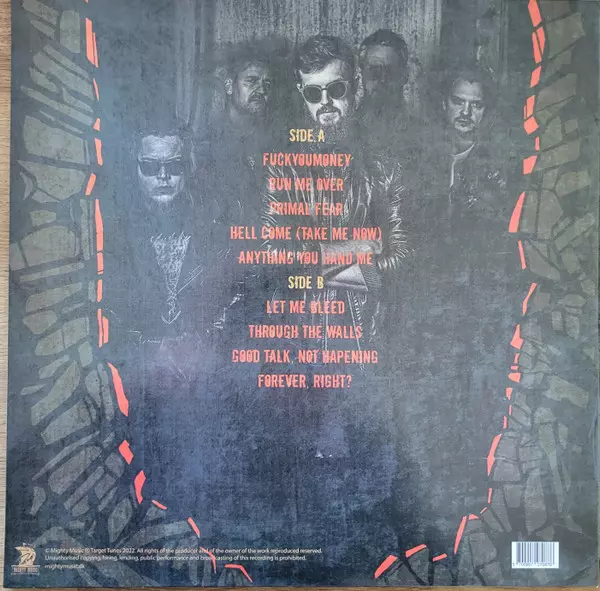 SIDE A
FUCKYOUMONEY
RUN ME OVER
PRIMAL FEAR
HELL COME (TAKE ME NOW)
ANYTHING YOU HAND ME
SIDE B
LET ME BLEED
THROUGH THE WALLS
GOOD TALK, NOT HAPENING
FOREVER, RIGHT?
© Mighty Music ℗ Target Tunes 2022. All rights of the producer and of the owner of the work reproduced reserved.
Unauthorised copying, hiring, lending, public performance and broadcasting of this recording is prohibited.
mightymusic.dk
MIGHTY MUSIC